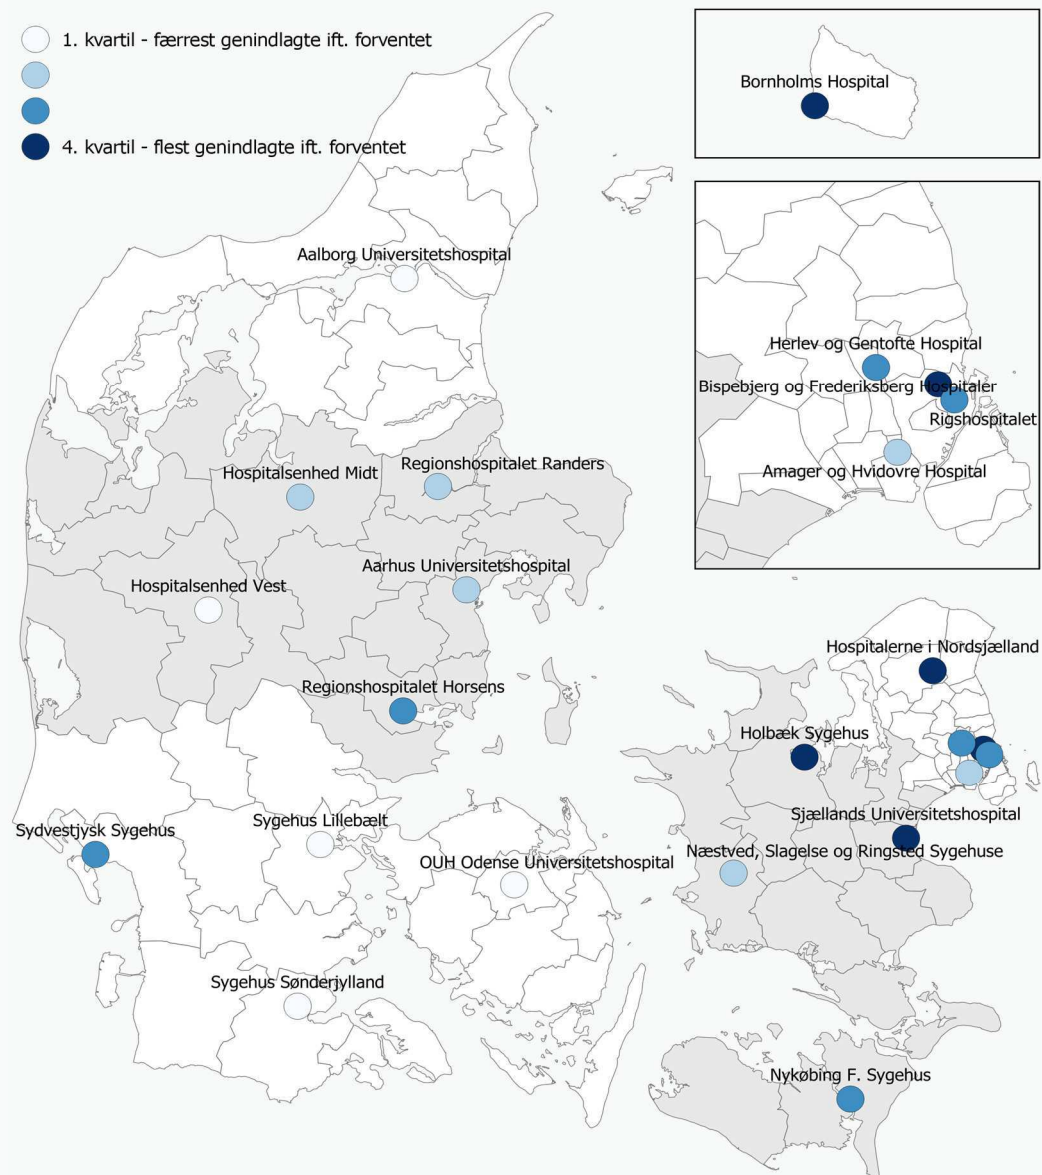 1. kvartil - færrest genindlagte ift. forventet
4. kvartil - flest genindlagte ift. forventet
Bornholms Hospital
Aalborg Universitetshospital
Herlev og Gentofte Hospital
Bispebjerg og Frederiksberg Hospitaler
Rigshospitalet
Amager og Hvidovre Hospital
Hospitalsenhed Midt
Regionshospitalet Randers
Aarhus Universitetshospital
Hospitalsenhed Vest
Regionshospitalet Horsens
Hospitalerne i Nordsjælland
Holbæk Sygehus
Sjællands Universitetshospital
Sydvestjysk Sygehus
Sygehus Lillebælt
OUH Odense Universitetshospital
Næstved, Slagelse og Ringsted Sygehuse
Sygehus Sønderjylland
Nykøbing F. Sygehus